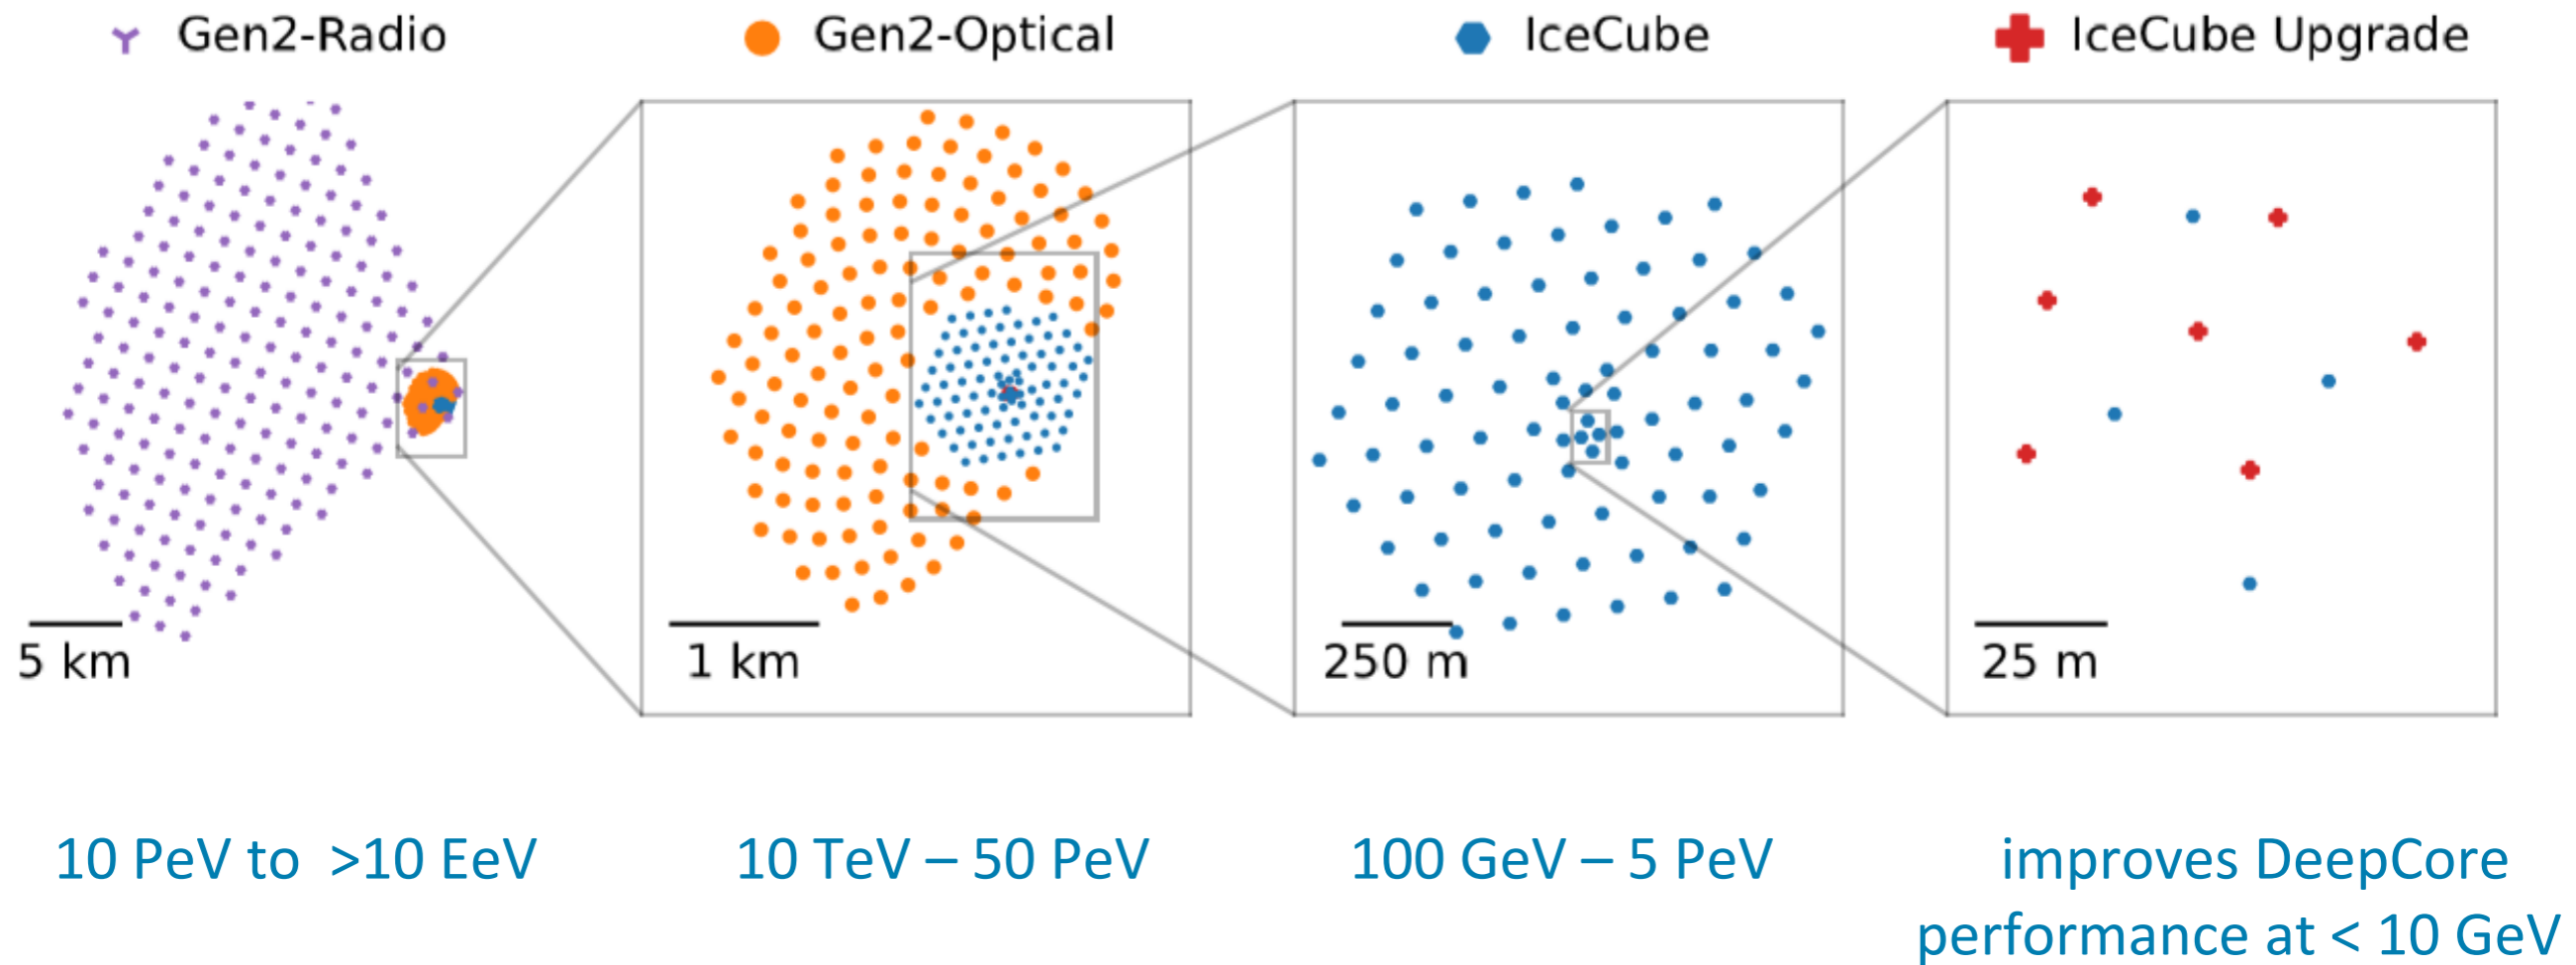 Gen2-Radio
Gen2-Optical
IceCube
IceCube Upgrade
5 km
1 km
250 m
25 m
10 PeV to >10 EeV
10 TeV – 50 PeV
100 GeV – 5 PeV
improves DeepCore
performance at < 10 GeV